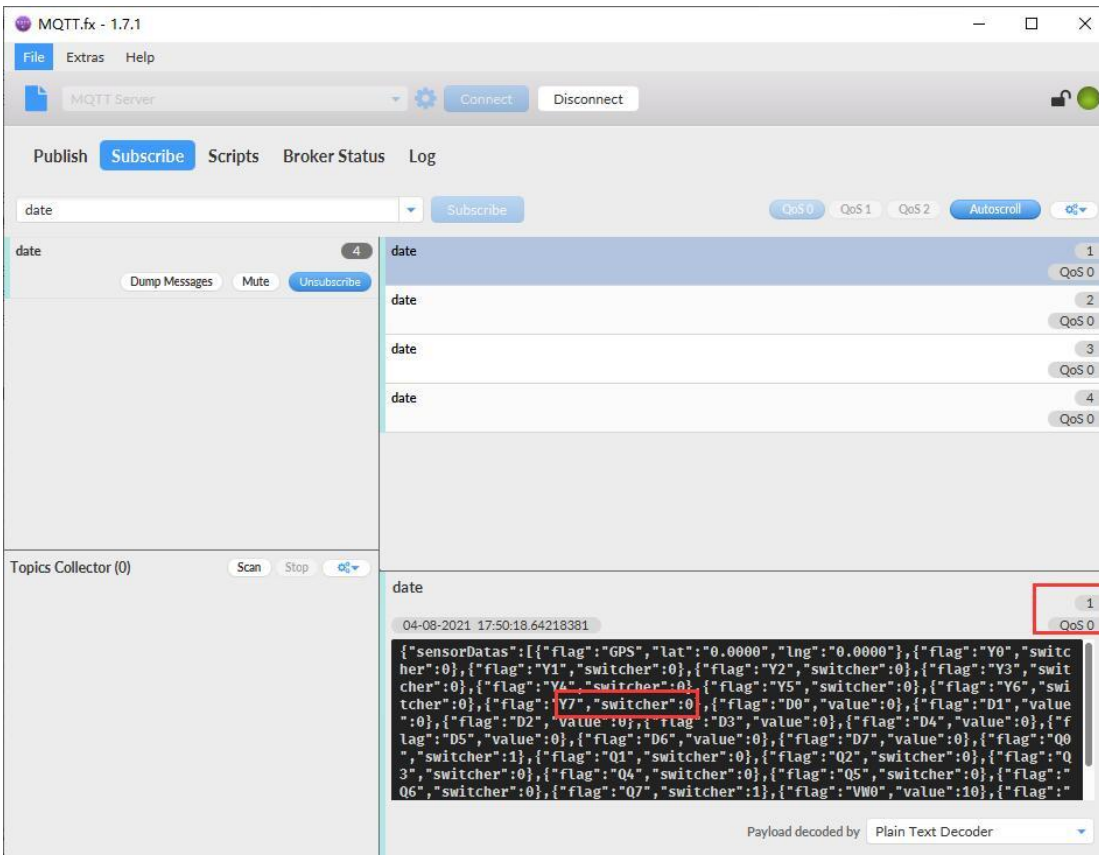 MQTT.fx - 1.7.1
File Extras Help
MQTT Server Connect Disconnect
Publish Subscribe Scripts Broker Status Log
date Subscribe QoS 0 QoS 1 QoS 2 Autoscroll
date 4
Dump Messages Mute Unsubscribe
date 1
QoS 0
date 2
QoS 0
date 3
QoS 0
date 4
QoS 0
Topics Collector (0) Scan Stop
date
1
04-08-2021 17:50:18.64218381 QoS 0
{"sensorDatas":[{"flag":"GPS","lat":"0.0000","lng":"0.0000"},{"flag":"Y0","switc
her":0},{"flag":"Y1","switcher":0},{"flag":"Y2","switcher":0},{"flag":"Y3","swit
cher":0},{"flag":"Y4","switcher":0},{"flag":"Y5","switcher":0},{"flag":"Y6","swi
tcher":0},{"flag":"Y7","switcher":0},{"flag":"D0","value":0},{"flag":"D1","value
":0},{"flag":"D2","value":0},{"flag":"D3","value":0},{"flag":"D4","value":0},{"f
lag":"D5","value":0},{"flag":"D6","value":0},{"flag":"D7","value":0},{"flag":"Q0
","switcher":1},{"flag":"Q1","switcher":0},{"flag":"Q2","switcher":0},{"flag":"Q
3","switcher":0},{"flag":"Q4","switcher":0},{"flag":"Q5","switcher":0},{"flag":"
Q6","switcher":0},{"flag":"Q7","switcher":1},{"flag":"VW0","value":10},{"flag":"
Payload decoded by Plain Text Decoder